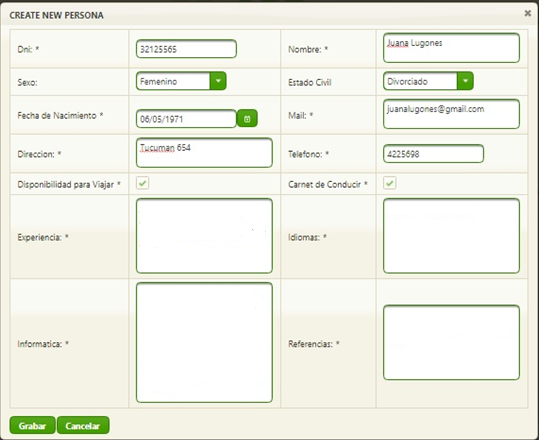 CREATE NEW PERSONA
Dni: * 32125565 Nombre: * Juana Lugones
Sexo: Femenino Estado Civil Divorciado
Fecha de Nacimiento * 06/05/1971 Mail: * juanalugones@gmail.com
Direccion: * Tucuman 654 Telefono: * 4225698
Disponibilidad para Viajar * Carnet de Conducir *
Experiencia: * Idiomas: *
Informatica: * Referencias: *
Grabar Cancelar